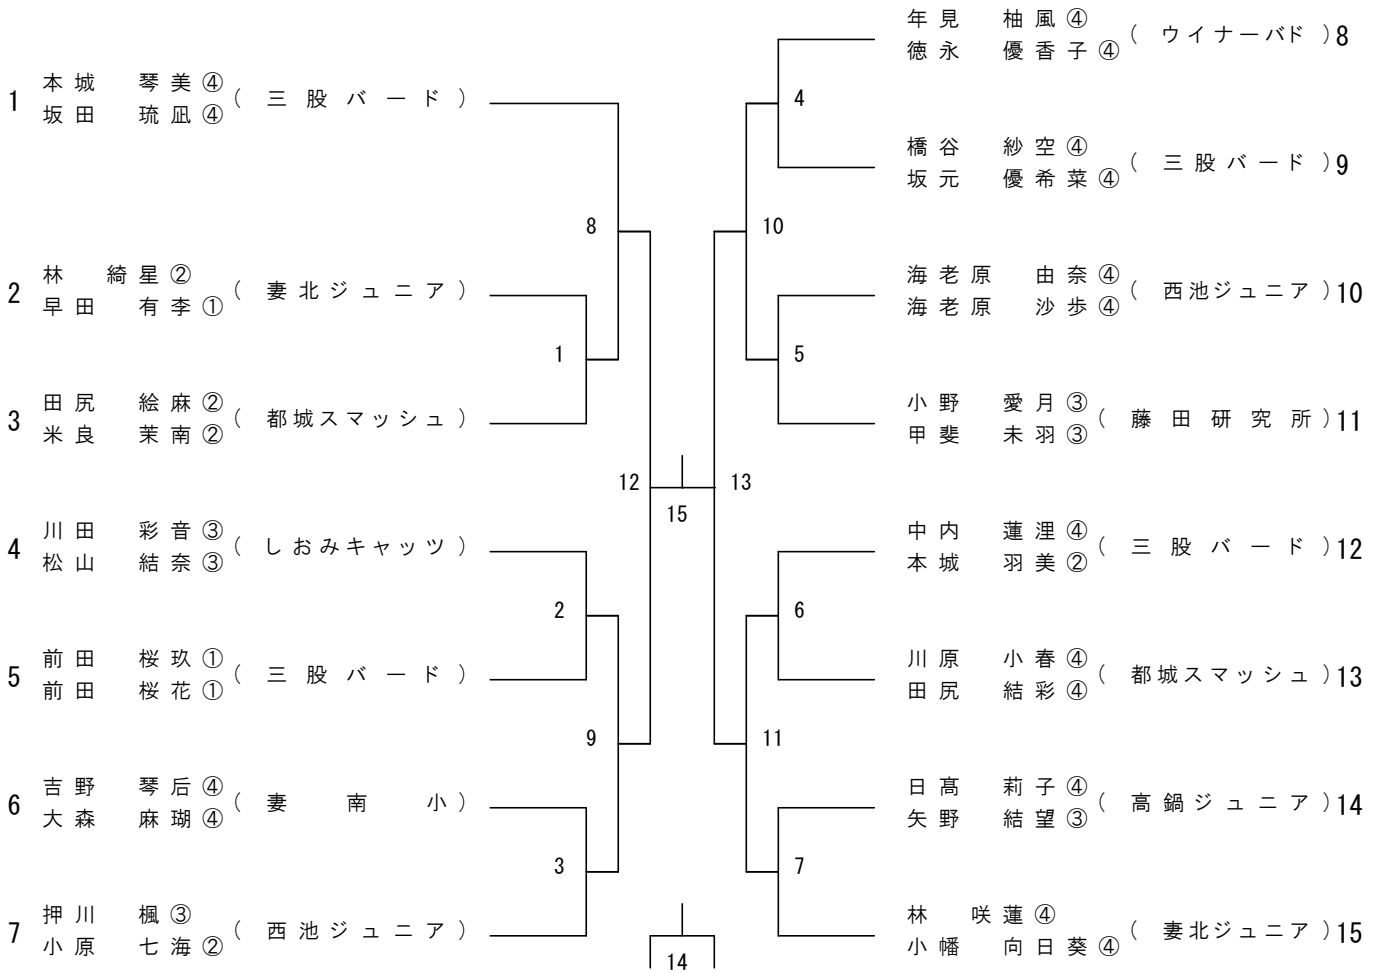 1 本城 琴美④ 坂田 琉凪④ (三股バード)
2 林 綺星② 早田 有李① (妻北ジュニア)
3 田尻 絵麻② 米良 茉南② (都城スマッシュ)
4 川田 彩音③ 松山 結奈③ (しおみキャッツ)
5 前田 桜玖① 前田 桜花① (三股バード)
6 吉野 琴后④ 大森 麻瑚④ (妻南小)
7 押川 楓③ 小原 七海② (西池ジュニア)
8
1
2
9
3
12
15
14
13
4
10
5
6
11
7
年見 柚風④ 徳永 優香子④ (ウイナーバド) 8
橋谷 紗空④ 坂元 優希菜④ (三股バード) 9
海老原 由奈④ 海老原 沙歩④ (西池ジュニア) 10
小野 愛月③ 甲斐 未羽③ (藤田研究所) 11
中内 蓮浬④ 本城 羽美② (三股バード) 12
川原 小春④ 田尻 結彩④ (都城スマッシュ) 13
日髙 莉子④ 矢野 結望③ (高鍋ジュニア) 14
林 咲蓮④ 小幡 向日葵④ (妻北ジュニア) 15